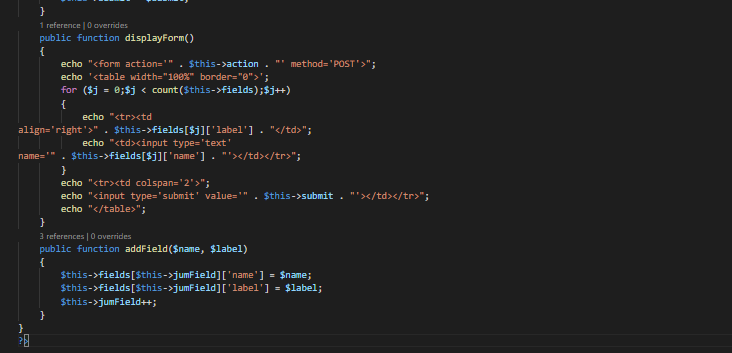 }
1 reference | 0 overrides
public function displayForm()
{
echo "<form action='" . $this->action . "' method='POST'>";
echo '<table width="100%" border="0">';
for ($j = 0;$j < count($this->fields);$j++)
{
echo "<tr><td
align='right'>" . $this->fields[$j]['label'] . "</td>";
echo "<td><input type='text'
name='" . $this->fields[$j]['name'] . "'></td></tr>";
}
echo "<tr><td colspan='2'>";
echo "<input type='submit' value='" . $this->submit . "'></td></tr>";
echo "</table>";
}
3 references | 0 overrides
public function addField($name, $label)
{
$this->fields[$this->jumField]['name'] = $name;
$this->fields[$this->jumField]['label'] = $label;
$this->jumField++;
}
}
?>